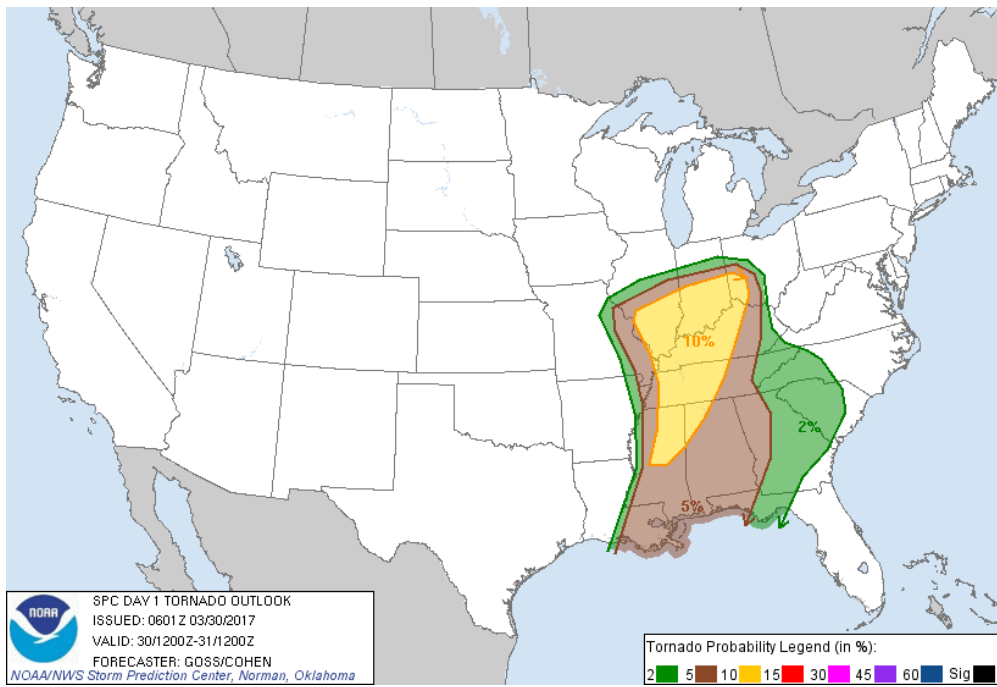 10%
2%
5%
NOAA
SPC DAY 1 TORNADO OUTLOOK
ISSUED: 0601Z 03/30/2017
VALID: 30/1200Z-31/1200Z
FORECASTER: GOSS/COHEN
NOAA/NWS Storm Prediction Center, Norman, Oklahoma
Tornado Probability Legend (in %):
2 5 10 15 30 45 60 Sig